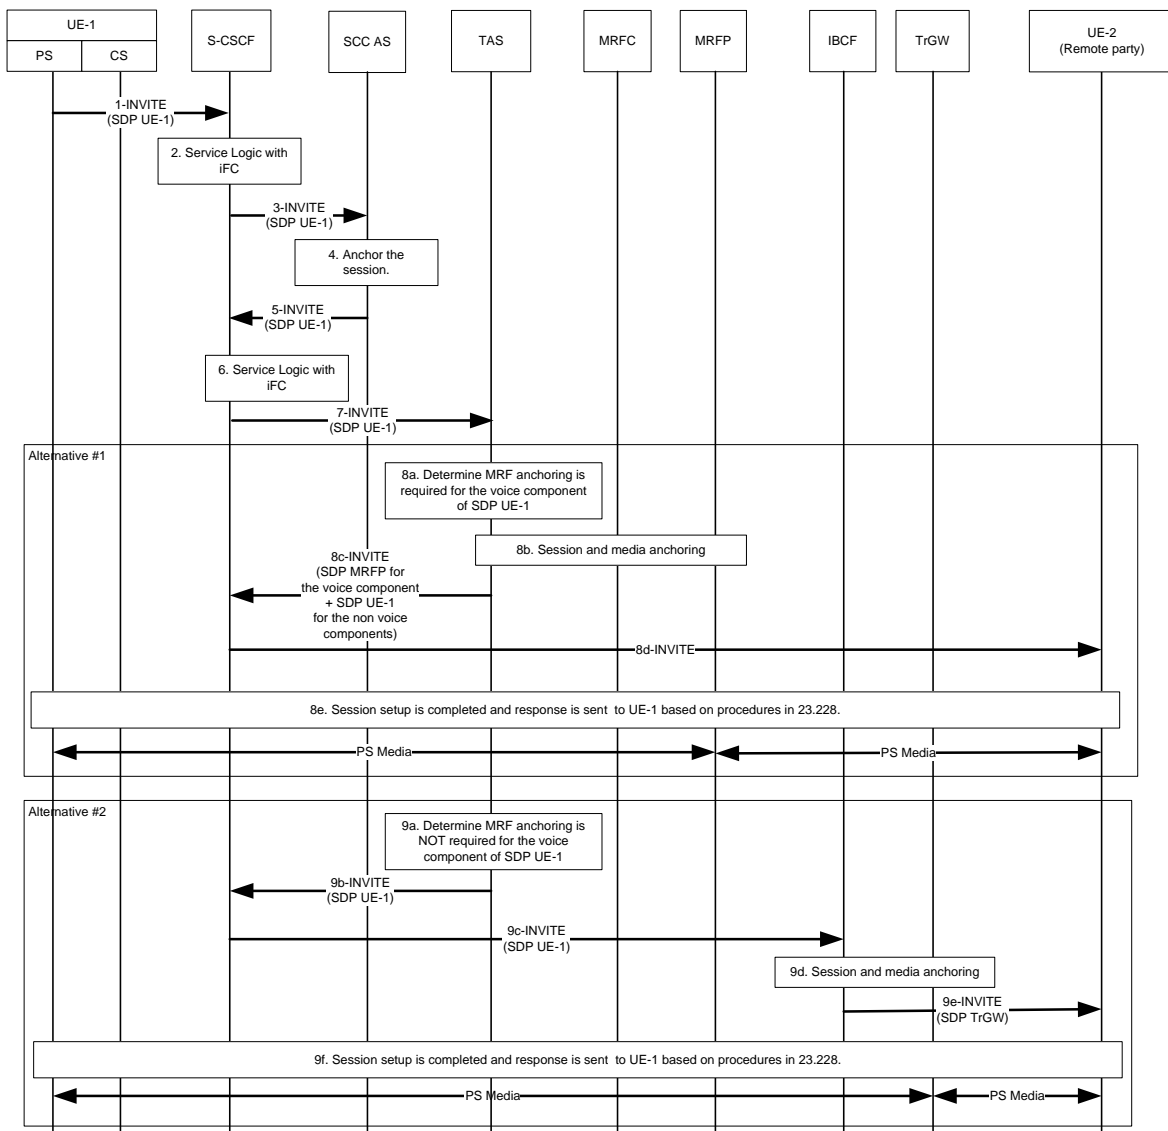 UE-1
PS
CS
S-CSCF
SCC AS
TAS
MRFC
MRFP
IBCF
TrGW
UE-2
(Remote party)
1-INVITE
(SDP UE-1)
2. Service Logic with
iFC
3-INVITE
(SDP UE-1)
4. Anchor the
session.
5-INVITE
(SDP UE-1)
6. Service Logic with
iFC
7-INVITE
(SDP UE-1)
Alternative #1
8a. Determine MRF anchoring is
required for the voice component
of SDP UE-1
8b. Session and media anchoring
8c-INVITE
(SDP MRFP for
the voice component
+ SDP UE-1
for the non voice
components)
8d-INVITE
8e. Session setup is completed and response is sent to UE-1 based on procedures in 23.228.
PS Media
PS Media
Alternative #2
9a. Determine MRF anchoring is
NOT required for the voice
component of SDP UE-1
9b-INVITE
(SDP UE-1)
9c-INVITE
(SDP UE-1)
9d. Session and media anchoring
9e-INVITE
(SDP TrGW)
9f. Session setup is completed and response is sent to UE-1 based on procedures in 23.228.
PS Media
PS Media